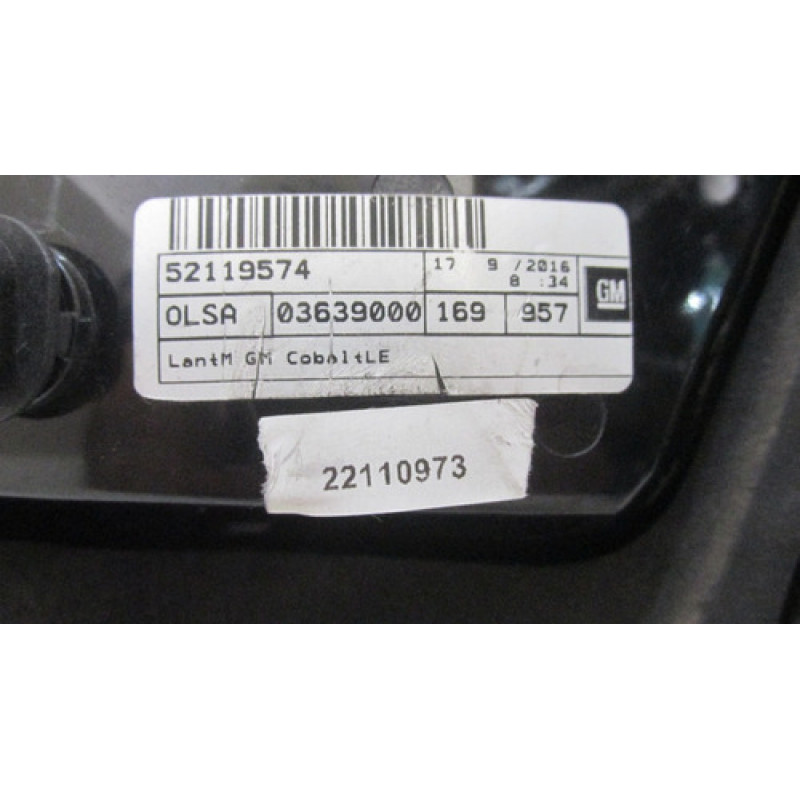 52119574
17 9 /2016
8 :34
OLSA 03639000 169 957
GM
LantM GM CobaltLE
22110973